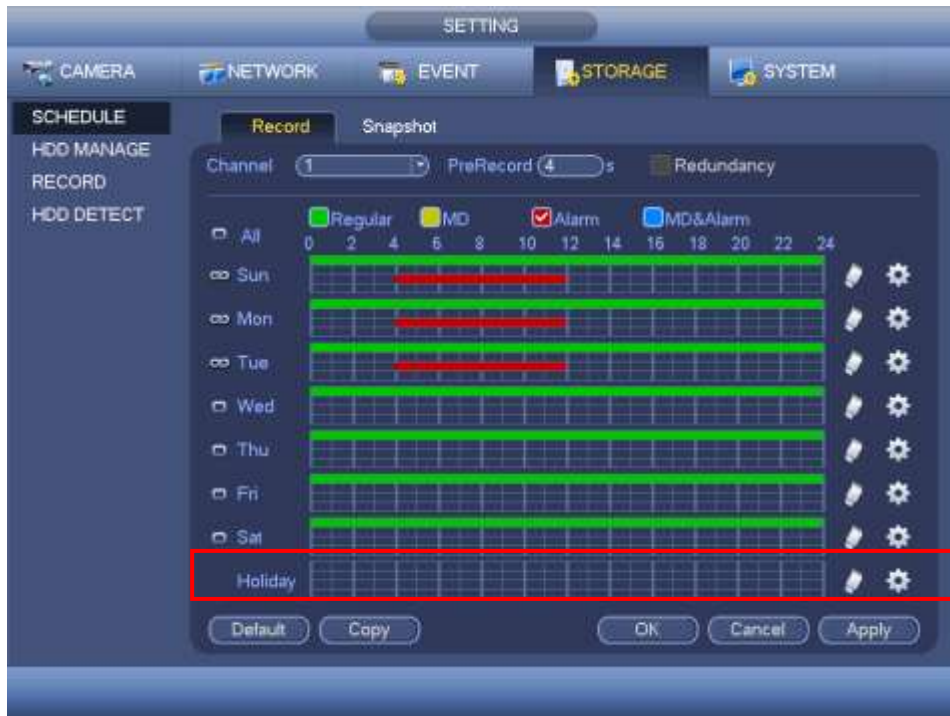 SETTING
CAMERA NETWORK EVENT STORAGE SYSTEM
SCHEDULE
HDD MANAGE
RECORD
HDD DETECT
Record Snapshot
Channel 1 PreRecord 4 s Redundancy
Regular MD Alarm MD&Alarm
All 0 2 4 6 8 10 12 14 16 18 20 22 24
Sun
Mon
Tue
Wed
Thu
Fri
Sat
Holiday
Default Copy OK Cancel Apply